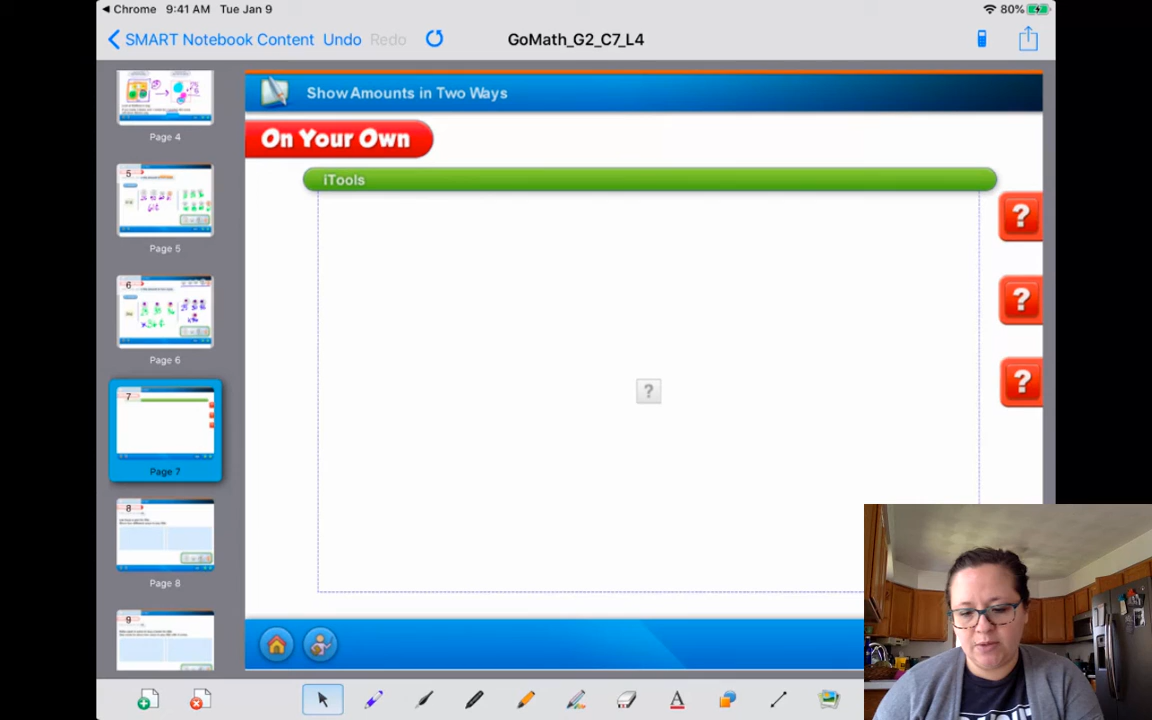 Chrome 9:41 AM Tue Jan 9 80%
SMART Notebook Content Undo Redo GoMath_G2_C7_L4
Show Amounts in Two Ways
On Your Own
iTools
?
?
?
?
Page 4
5
Page 5
6
Page 6
7
Page 7
8
Page 8
9
A